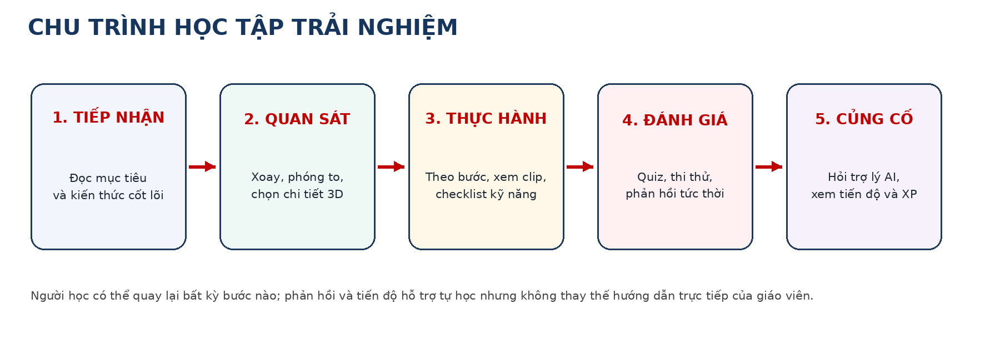 CHU TRÌNH HỌC TẬP TRẢI NGHIỆM
1. TIẾP NHẬN
Đọc mục tiêu
và kiến thức cốt lõi
2. QUAN SÁT
Xoay, phóng to,
chọn chi tiết 3D
3. THỰC HÀNH
Theo bước, xem clip,
checklist kỹ năng
4. ĐÁNH GIÁ
Quiz, thi thử,
phản hồi tức thời
5. CỦNG CỐ
Hỏi trợ lý AI,
xem tiến độ và XP
Người học có thể quay lại bất kỳ bước nào; phản hồi và tiến độ hỗ trợ tự học nhưng không thay thế hướng dẫn trực tiếp của giáo viên.